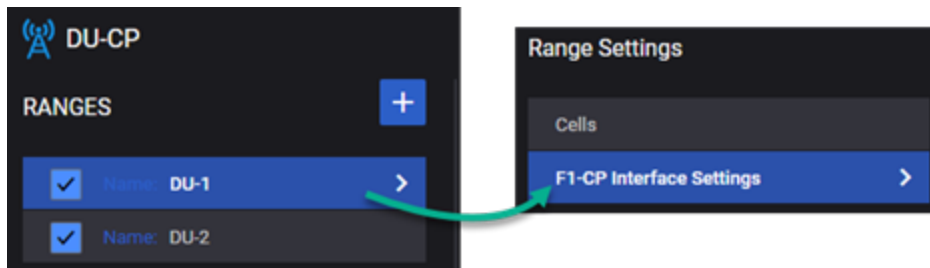 DU-CP
RANGES
+
Name: DU-1
Name: DU-2
Range Settings
Cells
F1-CP Interface Settings